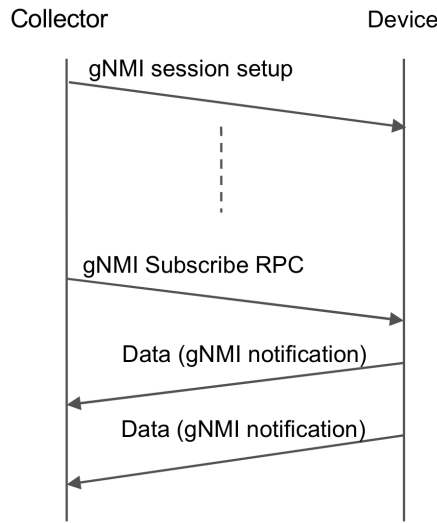 Collector
Device
gNMI session setup
gNMI Subscribe RPC
Data (gNMI notification)
Data (gNMI notification)